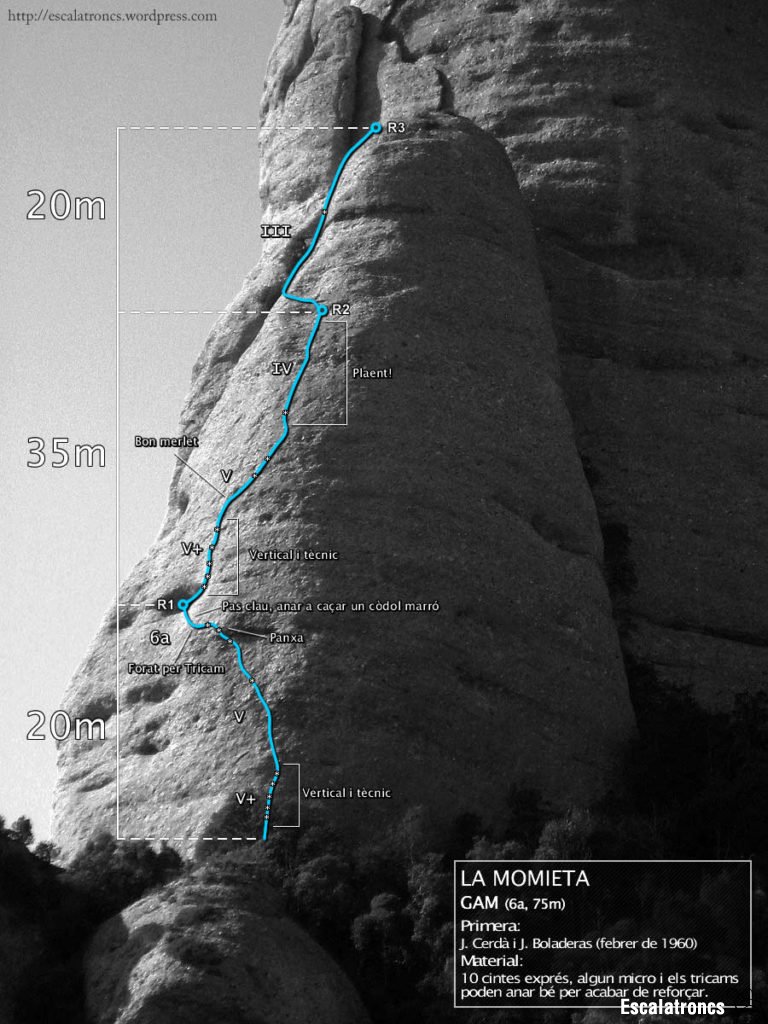 http://escalatroncs.wordpress.com
R3
20m
III
R2
IV
Plaent!
Bon merlet
35m
V
V+
Vertical i tècnic
R1
Pas clau, anar a caçar un còdol marró
6a
Panxa
Forat per Tricam
20m
V
V+
Vertical i tècnic
LA MOMIETA
GAM (6a, 75m)
Primera:
J. Cerdà i J. Boladeras (febrer de 1960)
Material:
10 cintes exprés, algun micro i els tricams
poden anar bé per acabar de reforçar.
Escalatroncs